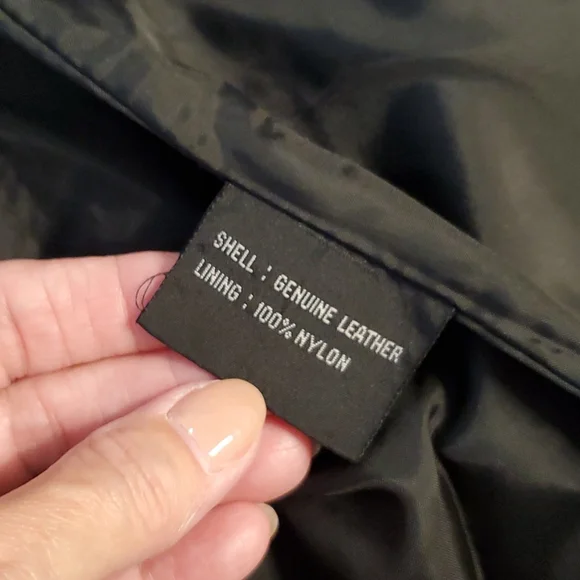 SHELL : GENUINE LEATHER
LINING : 100% NYLON